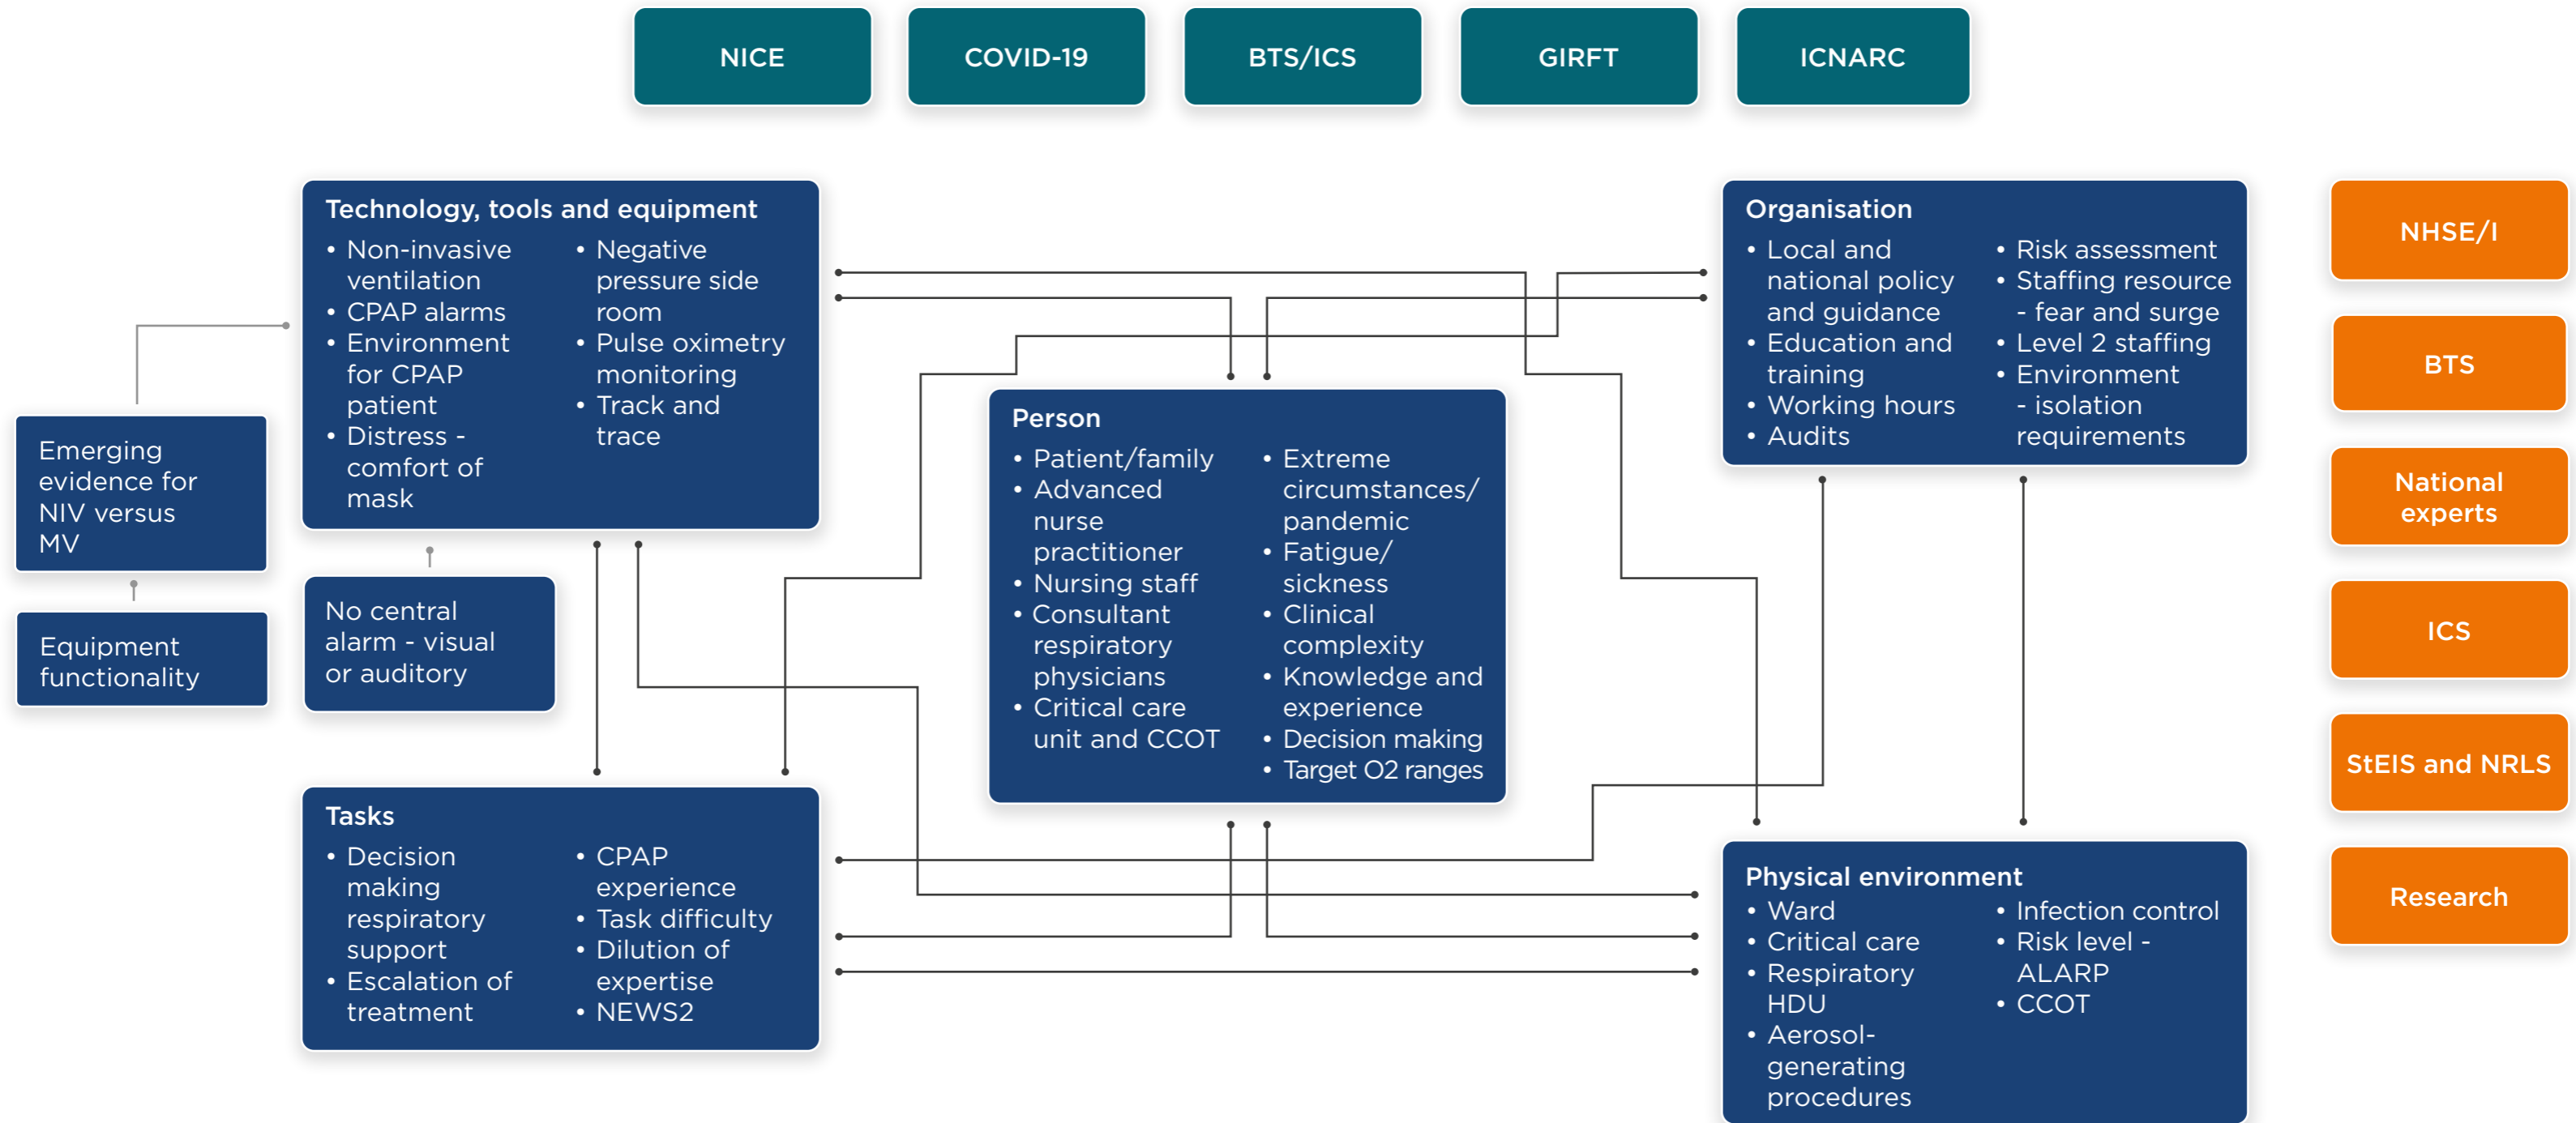 NICE
COVID-19
BTS/ICS
GIRFT
ICNARC
Technology, tools and equipment
• Non-invasive
ventilation
• CPAP alarms
• Environment
for CPAP
patient
• Distress -
comfort of
mask
• Negative
pressure side
room
• Pulse oximetry
monitoring
• Track and
trace
Organisation
• Local and
national policy
and guidance
• Education and
training
• Working hours
• Audits
• Risk assessment
• Staffing resource
- fear and surge
• Level 2 staffing
• Environment
- isolation
requirements
NHSE/I
BTS
National
experts
ICS
StEIS and NRLS
Research
Emerging
evidence for
NIV versus
MV
Equipment
functionality
No central
alarm - visual
or auditory
Person
• Patient/family
• Advanced
nurse
practitioner
• Nursing staff
• Consultant
respiratory
physicians
• Critical care
unit and CCOT
• Extreme
circumstances/
pandemic
• Fatigue/
sickness
• Clinical
complexity
• Knowledge and
experience
• Decision making
• Target O2 ranges
Tasks
• Decision
making
respiratory
support
• Escalation of
treatment
• CPAP
experience
• Task difficulty
• Dilution of
expertise
• NEWS2
Physical environment
• Ward
• Critical care
• Respiratory
HDU
• Aerosol-
generating
procedures
• Infection control
• Risk level -
ALARP
• CCOT